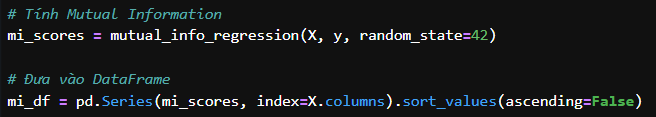 # Tính Mutual Information
mi_scores = mutual_info_regression(X, y, random_state=42)
# Đưa vào DataFrame
mi_df = pd.Series(mi_scores, index=X.columns).sort_values(ascending=False)